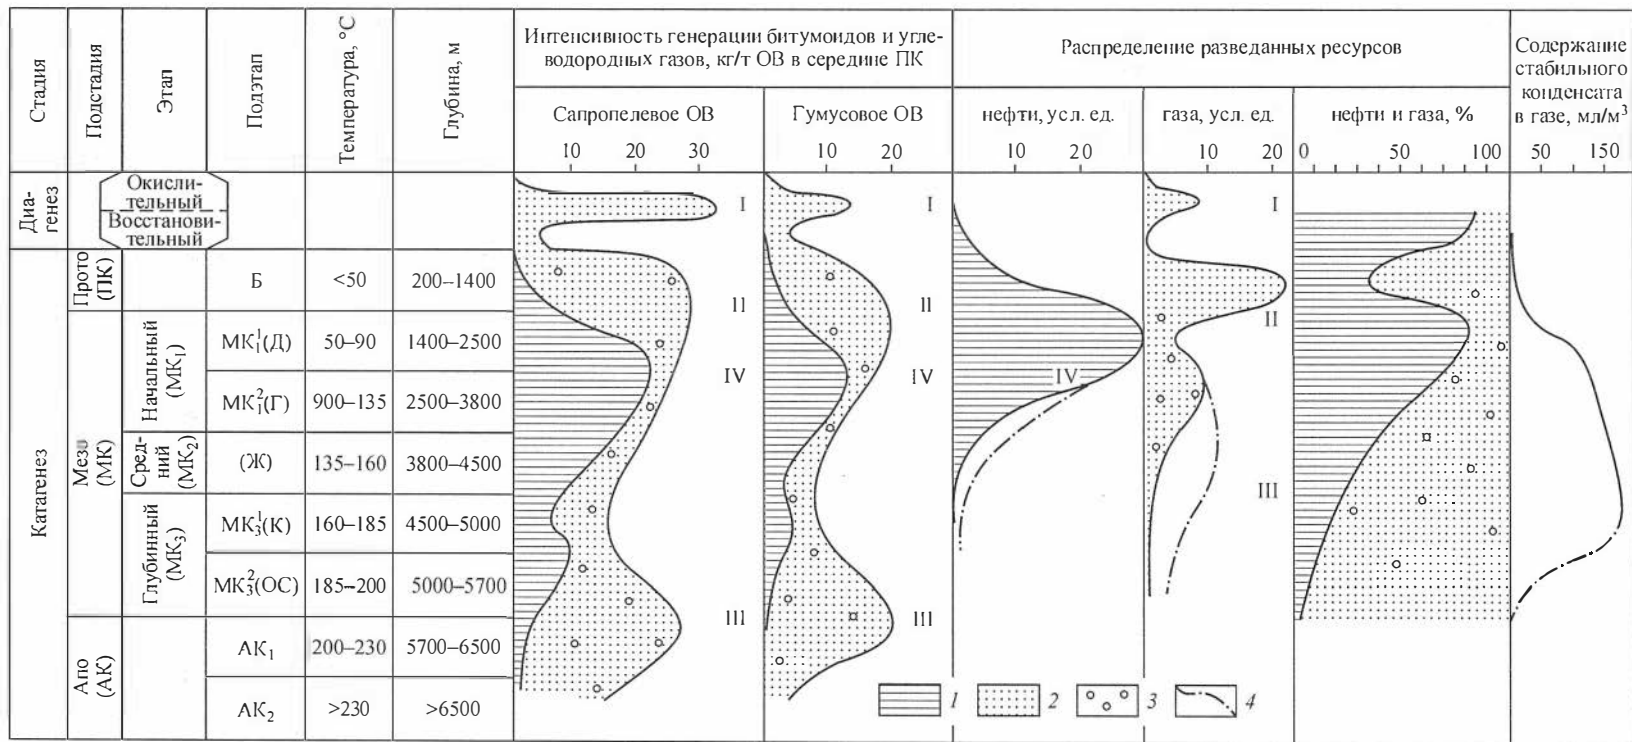 Стадия
Подстадия
Этап
Подэтап
Температура, °С
Глубина, м
Интенсивность генерации битумоидов и угле-
водородных газов, кг/т ОВ в середине ПК
Сапропелевое ОВ
10 20 30
Гумусовое ОВ
10 20
Распределение разведанных ресурсов
нефти, усл. ед.
10 20
газа, усл. ед.
10 20
нефти и газа, %
0 50 100
Содержание
стабильного
конденсата
в газе, мл/м³
50 150
Диа-
генез
Окисли-
тельный
Восстанови-
тельный
I I I
Катагенез
Прото
(ПК)
Б <50 200–1400
II II II
Мезо
(МК)
Начальный
(МК₁)
МК₁¹(Д) 50–90 1400–2500
IV IV IV
МК₁²(Г) 900–135 2500–3800
Сред-
ний
(МК₂)
(Ж) 135–160 3800–4500
III
Глубинный
(МК₃)
МК₃¹(К) 160–185 4500–5000
МК₃²(ОС) 185–200 5000–5700
III III
Апо
(АК)
АК₁ 200–230 5700–6500
АК₂ >230 >6500
1 2 3 4